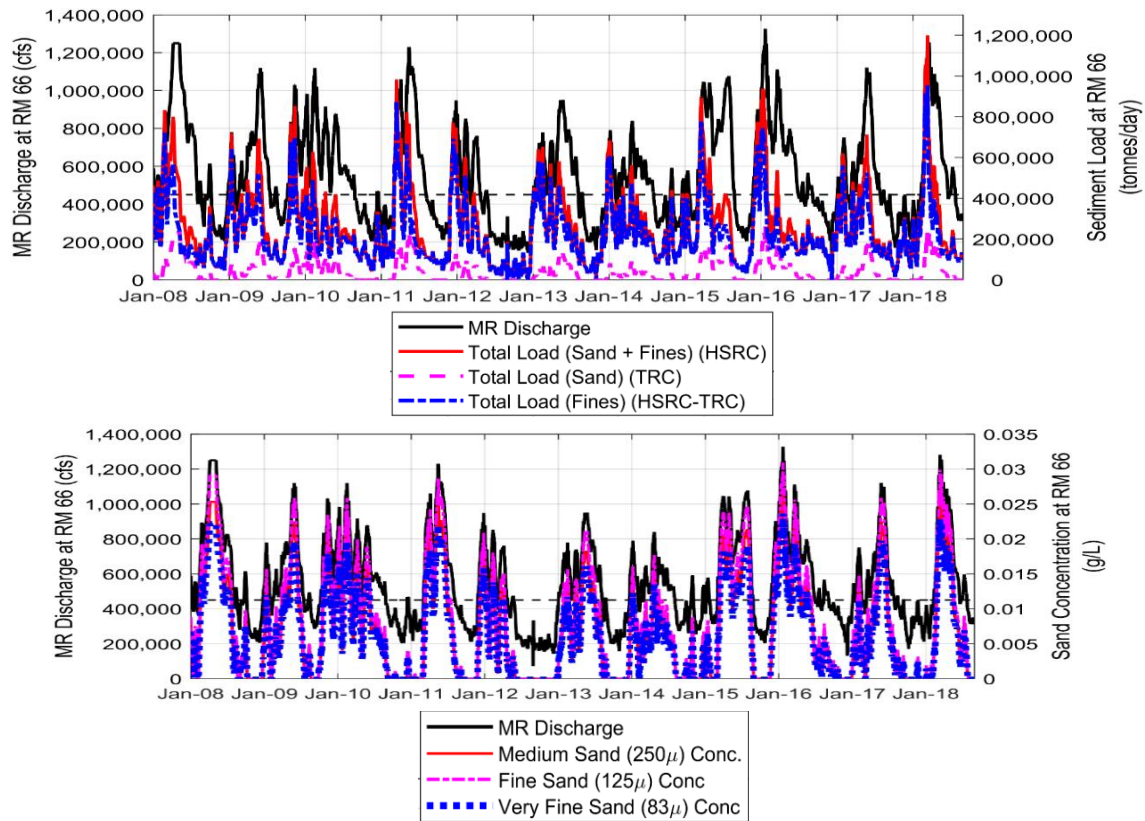 1,400,000
1,200,000
1,000,000
800,000
600,000
400,000
200,000
0
MR Discharge at RM 66 (cfs)
1,200,000
1,000,000
800,000
600,000
400,000
200,000
0
Sediment Load at RM 66
(tonnes/day)
Jan-08 Jan-09 Jan-10 Jan-11 Jan-12 Jan-13 Jan-14 Jan-15 Jan-16 Jan-17 Jan-18
MR Discharge
Total Load (Sand + Fines) (HSRC)
Total Load (Sand) (TRC)
Total Load (Fines) (HSRC-TRC)
1,400,000
1,200,000
1,000,000
800,000
600,000
400,000
200,000
0
MR Discharge at RM 66 (cfs)
0.035
0.03
0.025
0.02
0.015
0.01
0.005
0
Sand Concentration at RM 66
(g/L)
Jan-08 Jan-09 Jan-10 Jan-11 Jan-12 Jan-13 Jan-14 Jan-15 Jan-16 Jan-17 Jan-18
MR Discharge
Medium Sand (250μ) Conc.
Fine Sand (125μ) Conc
Very Fine Sand (83μ) Conc